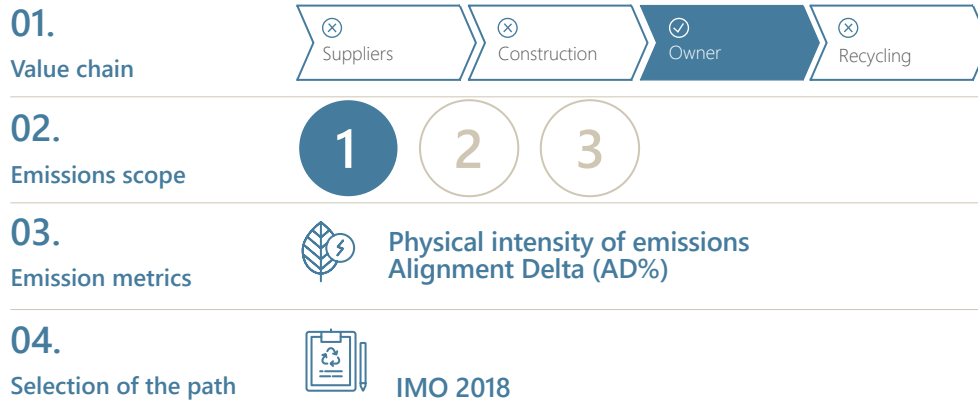 01.
Value chain
Suppliers
Construction
Owner
Recycling
02.
Emissions scope
1
2
3
03.
Emission metrics
Physical intensity of emissions
Alignment Delta (AD%)
04.
Selection of the path
IMO 2018